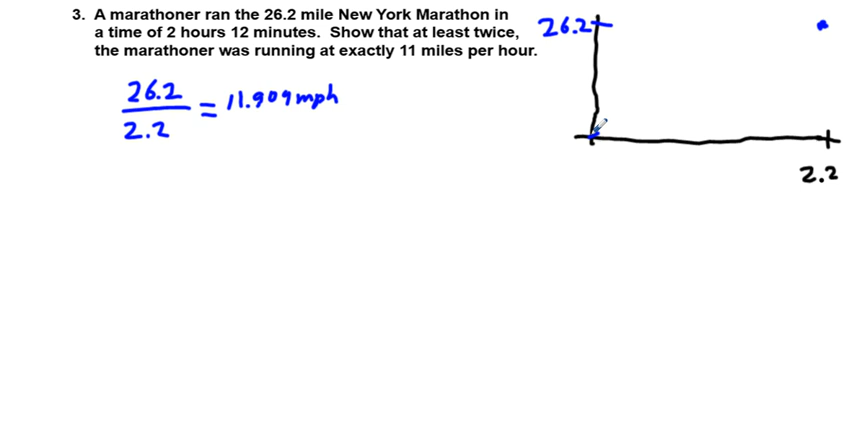 3. A marathoner ran the 26.2 mile New York Marathon in
a time of 2 hours 12 minutes. Show that at least twice,
the marathoner was running at exactly 11 miles per hour.
26.2
26.2
2.2
= 11.909 mph
2.2